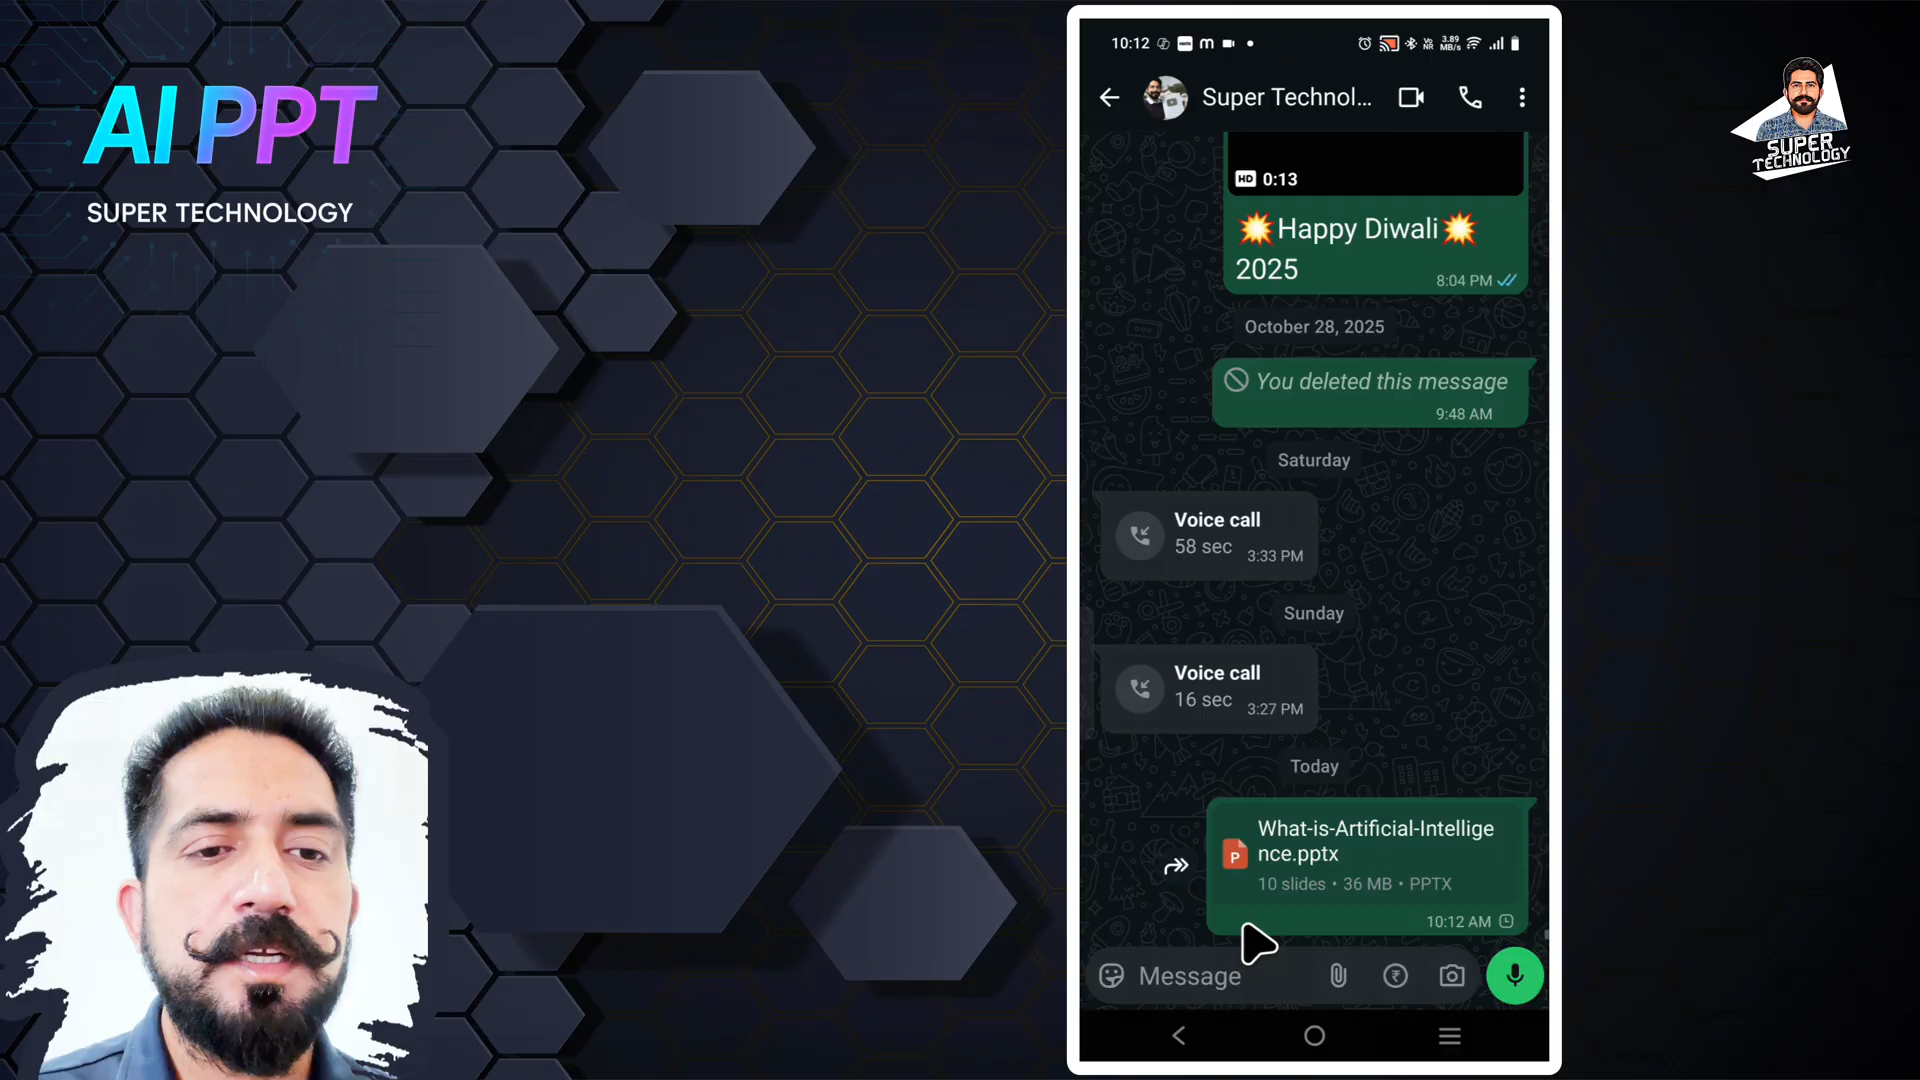 AI PPT
SUPER TECHNOLOGY
10:12
3.89
MB/s
Super Technol...
HD 0:13
💥Happy Diwali💥
2025
8:04 PM
October 28, 2025
You deleted this message
9:48 AM
Saturday
Voice call
58 sec
3:33 PM
Sunday
Voice call
16 sec
3:27 PM
Today
What-is-Artificial-Intellige
nce.pptx
P
10 slides • 36 MB • PPTX
10:12 AM
Message
SUPER
TECHNOLOGY